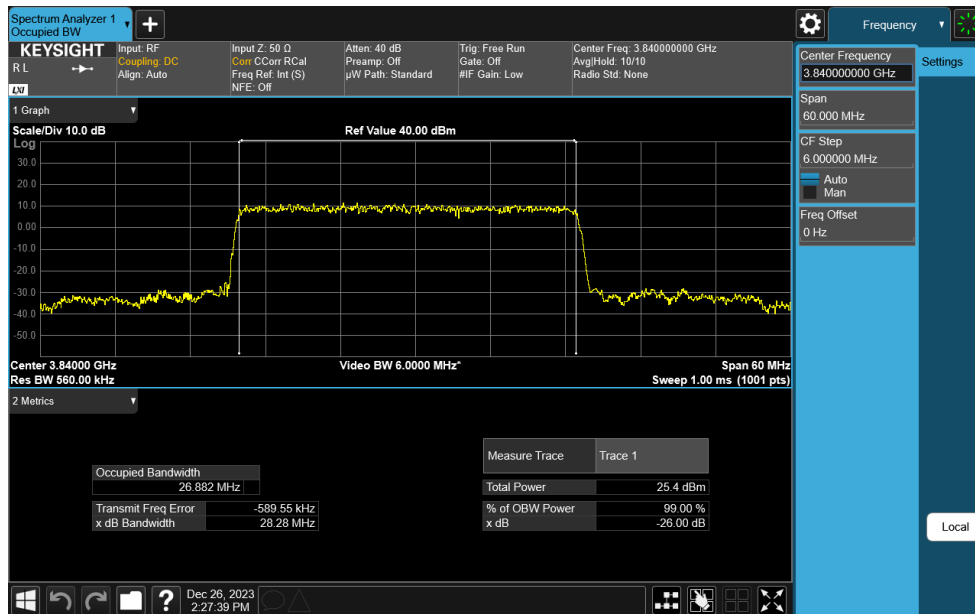 Spectrum Analyzer 1
Occupied BW
Frequency
KEYSIGHT
R L
LXI
Input: RF
Coupling: DC
Align: Auto
Input Z: 50 Ω
Corr CCorr RCal
Freq Ref: Int (S)
NFE: Off
Atten: 40 dB
Preamp: Off
µW Path: Standard
Trig: Free Run
Gate: Off
#IF Gain: Low
Center Freq: 3.840000000 GHz
Avg|Hold: 10/10
Radio Std: None
Center Frequency
3.840000000 GHz
Settings
Span
60.000 MHz
CF Step
6.000000 MHz
Auto
Man
Freq Offset
0 Hz
1 Graph
Scale/Div 10.0 dB
Ref Value 40.00 dBm
Log
30.0
20.0
10.0
0.00
-10.0
-20.0
-30.0
-40.0
-50.0
Center 3.84000 GHz
Video BW 6.0000 MHz*
Span 60 MHz
Res BW 560.00 kHz
Sweep 1.00 ms (1001 pts)
2 Metrics
Measure Trace
Trace 1
Occupied Bandwidth
26.882 MHz
Total Power
25.4 dBm
Transmit Freq Error
-589.55 kHz
% of OBW Power
99.00 %
x dB Bandwidth
28.28 MHz
x dB
-26.00 dB
Local
?
Dec 26, 2023
2:27:39 PM